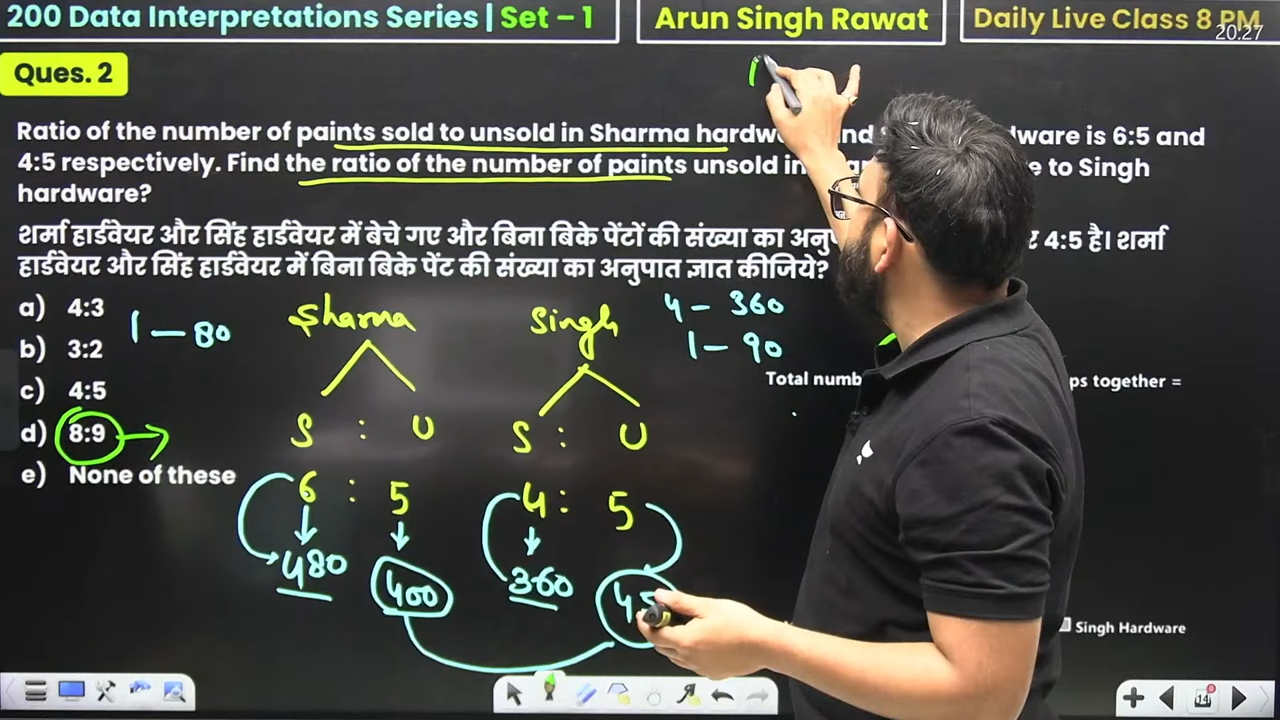 200 Data Interpretations Series | Set – 1
Arun Singh Rawat
Daily Live Class 8 PM
20:27
Ques. 2
Ratio of the number of paints sold to unsold in Sharma is 6:5 and
4:5 respectively. Find the ratio of the number of paints unsold in to Singh
hardware?
शर्मा हार्डवेयर और सिंह हार्डवेयर में बेचे गए और बिना बिके पेंटों की संख्या का 4:5 है। शर्मा
हार्डवेयर और सिंह हार्डवेयर में बिना बिके पेंट की संख्या का अनुपात ज्ञात कीजिये?
a) 4:3
b) 3:2
c) 4:5
d) 8:9
e) None of these
1 – 80
Sharma
Singh
4 – 360
1 – 90
Total together =
S : U
S : U
6 : 5
4 : 5
480
400
360
Singh Hardware
14